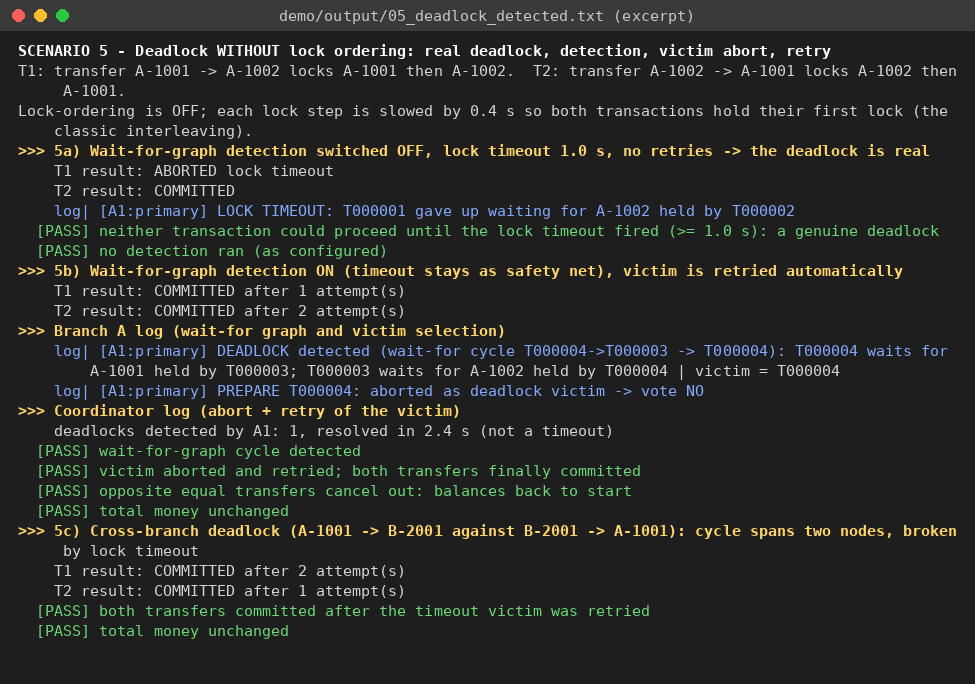 demo/output/05_deadlock_detected.txt (excerpt)
SCENARIO 5 - Deadlock WITHOUT lock ordering: real deadlock, detection, victim abort, retry
T1: transfer A-1001 -> A-1002 locks A-1001 then A-1002.  T2: transfer A-1002 -> A-1001 locks A-1002 then
A-1001.
Lock-ordering is OFF; each lock step is slowed by 0.4 s so both transactions hold their first lock (the
classic interleaving).
>>> 5a) Wait-for-graph detection switched OFF, lock timeout 1.0 s, no retries -> the deadlock is real
T1 result: ABORTED lock timeout
T2 result: COMMITTED
log| [A1:primary] LOCK TIMEOUT: T000001 gave up waiting for A-1002 held by T000002
[PASS] neither transaction could proceed until the lock timeout fired (>= 1.0 s): a genuine deadlock
[PASS] no detection ran (as configured)
>>> 5b) Wait-for-graph detection ON (timeout stays as safety net), victim is retried automatically
T1 result: COMMITTED after 1 attempt(s)
T2 result: COMMITTED after 2 attempt(s)
>>> Branch A log (wait-for graph and victim selection)
log| [A1:primary] DEADLOCK detected (wait-for cycle T000004->T000003 -> T000004): T000004 waits for
A-1001 held by T000003; T000003 waits for A-1002 held by T000004 | victim = T000004
log| [A1:primary] PREPARE T000004: aborted as deadlock victim -> vote NO
>>> Coordinator log (abort + retry of the victim)
deadlocks detected by A1: 1, resolved in 2.4 s (not a timeout)
[PASS] wait-for-graph cycle detected
[PASS] victim aborted and retried; both transfers finally committed
[PASS] opposite equal transfers cancel out: balances back to start
[PASS] total money unchanged
>>> 5c) Cross-branch deadlock (A-1001 -> B-2001 against B-2001 -> A-1001): cycle spans two nodes, broken
by lock timeout
T1 result: COMMITTED after 2 attempt(s)
T2 result: COMMITTED after 1 attempt(s)
[PASS] both transfers committed after the timeout victim was retried
[PASS] total money unchanged